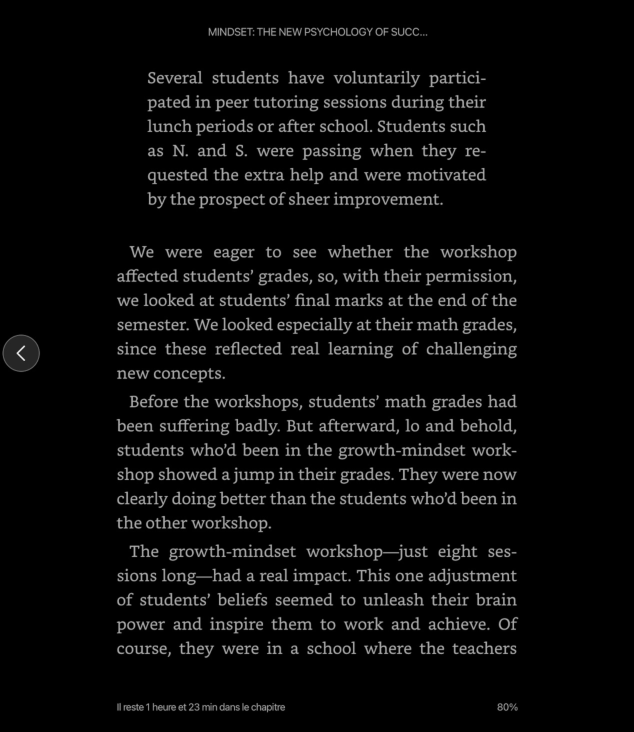 MINDSET: THE NEW PSYCHOLOGY OF SUCC...
Several students have voluntarily partici-
pated in peer tutoring sessions during their
lunch periods or after school. Students such
as N. and S. were passing when they re-
quested the extra help and were motivated
by the prospect of sheer improvement.
We were eager to see whether the workshop
affected students’ grades, so, with their permission,
we looked at students’ final marks at the end of the
semester. We looked especially at their math grades,
since these reflected real learning of challenging
new concepts.
Before the workshops, students’ math grades had
been suffering badly. But afterward, lo and behold,
students who’d been in the growth-mindset work-
shop showed a jump in their grades. They were now
clearly doing better than the students who’d been in
the other workshop.
The growth-mindset workshop—just eight ses-
sions long—had a real impact. This one adjustment
of students’ beliefs seemed to unleash their brain
power and inspire them to work and achieve. Of
course, they were in a school where the teachers
Il reste 1 heure et 23 min dans le chapitre
80%